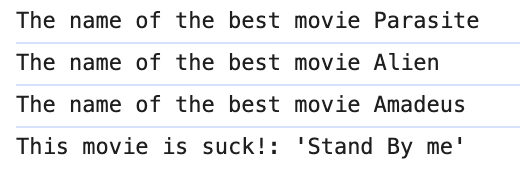 The name of the best movie Parasite
The name of the best movie Alien
The name of the best movie Amadeus
This movie is suck!: 'Stand By me'